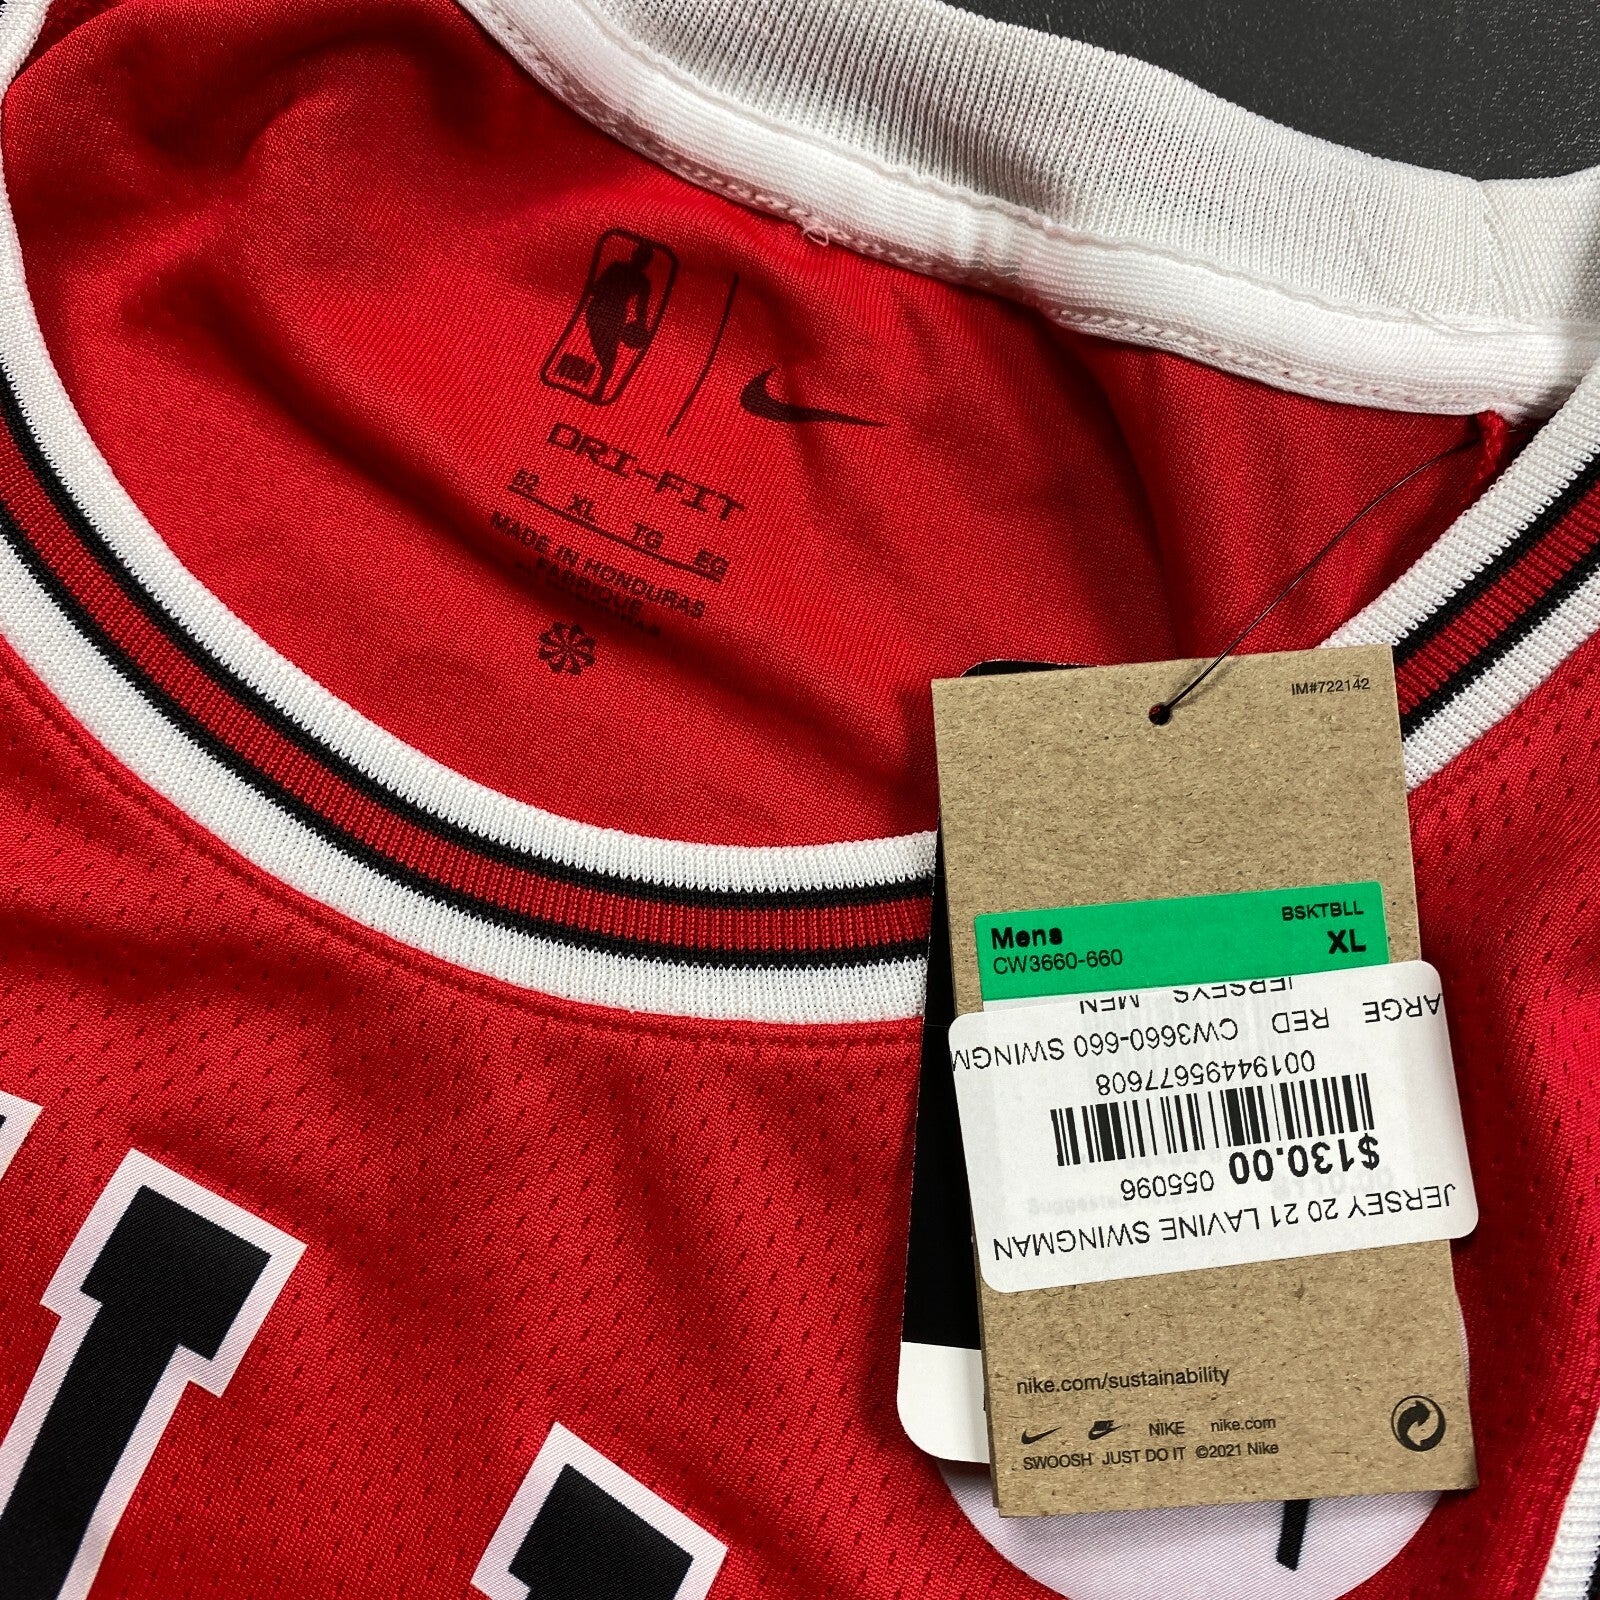 NBA
DRI-FIT
52 XL TG EG
MADE IN HONDURAS
FABRIQUE
IM#722142
BSKTBLL
Mens XL
CW3660-660
JERSEY 20 21 LAVINE SWINGMAN
$130.00 055096
00194495677608
ARGE RED CW3660-660 SWINGM
JERSEYS MEN
nike.com/sustainability
NIKE nike.com
SWOOSH JUST DO IT ©2021 Nike